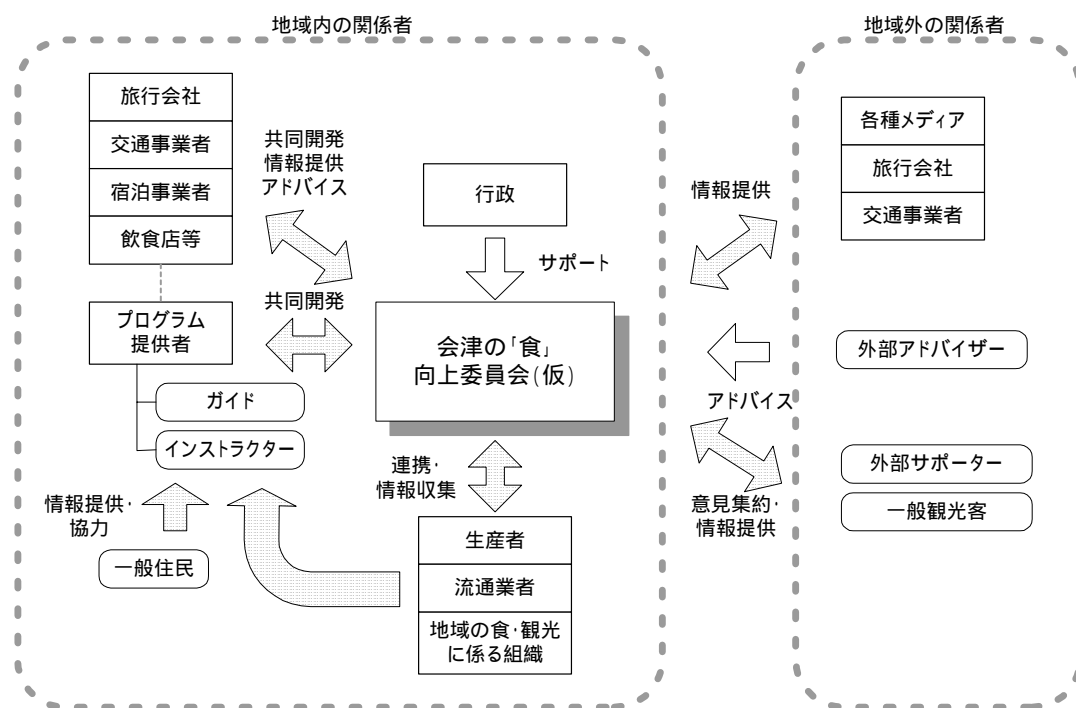 地域内の関係者
地域外の関係者
旅行会社
交通事業者
宿泊事業者
飲食店等
共同開発
情報提供
アドバイス
行政
サポート
情報提供
各種メディア
旅行会社
交通事業者
プログラム
提供者
共同開発
会津の「食」
向上委員会(仮)
外部アドバイザー
アドバイス
ガイド
インストラクター
連携・
情報収集
外部サポーター
一般観光客
意見集約・
情報提供
情報提供・
協力
一般住民
生産者
流通業者
地域の食・観光
に係る組織